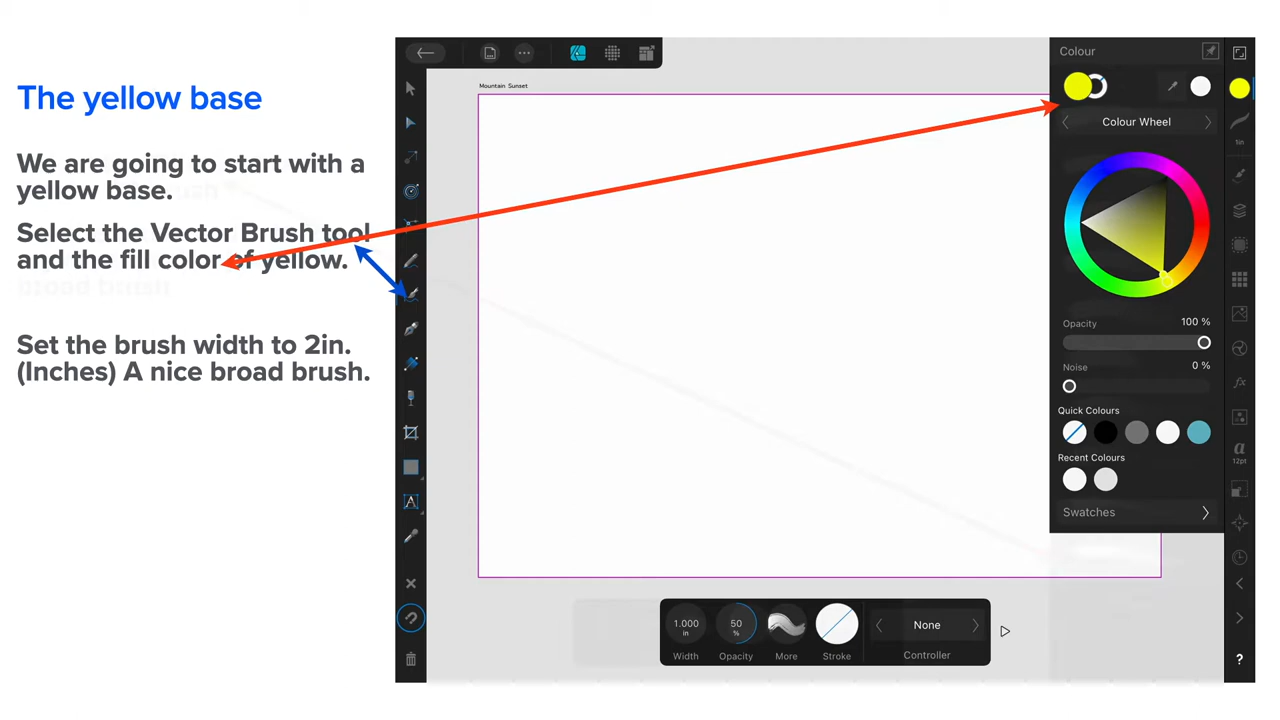 The yellow base
We are going to start with a
yellow base.
Select the Vector Brush tool
and the fill color of yellow.
Set the brush width to 2in.
(Inches) A nice broad brush.
Mountain Sunset
Colour
Colour Wheel
Opacity 100 %
Noise 0 %
Quick Colours
Recent Colours
Swatches
1in
fx
a
12pt
?
A
1.000
in
Width
50
%
Opacity
More
Stroke
None
Controller